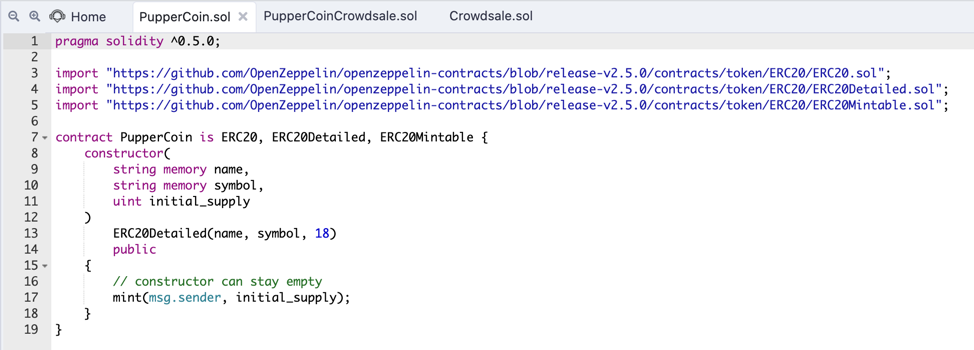 Home PupperCoin.sol PupperCoinCrowdsale.sol Crowdsale.sol
1 pragma solidity ^0.5.0;
2
3 import "https://github.com/OpenZeppelin/openzeppelin-contracts/blob/release-v2.5.0/contracts/token/ERC20/ERC20.sol";
4 import "https://github.com/OpenZeppelin/openzeppelin-contracts/blob/release-v2.5.0/contracts/token/ERC20/ERC20Detailed.sol";
5 import "https://github.com/OpenZeppelin/openzeppelin-contracts/blob/release-v2.5.0/contracts/token/ERC20/ERC20Mintable.sol";
6
7 contract PupperCoin is ERC20, ERC20Detailed, ERC20Mintable {
8 constructor(
9 string memory name,
10 string memory symbol,
11 uint initial_supply
12 )
13 ERC20Detailed(name, symbol, 18)
14 public
15 {
16 // constructor can stay empty
17 mint(msg.sender, initial_supply);
18 }
19 }